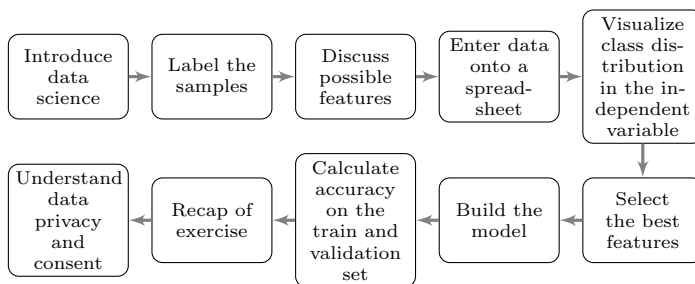 Introduce
data
science
Label the
samples
Discuss
possible
features
Enter data
onto a
spread-
sheet
Visualize
class dis-
tribution
in the in-
dependent
variable
Select
the best
features
Build the
model
Calculate
accuracy
on the
train and
validation
set
Recap of
exercise
Understand
data
privacy
and
consent